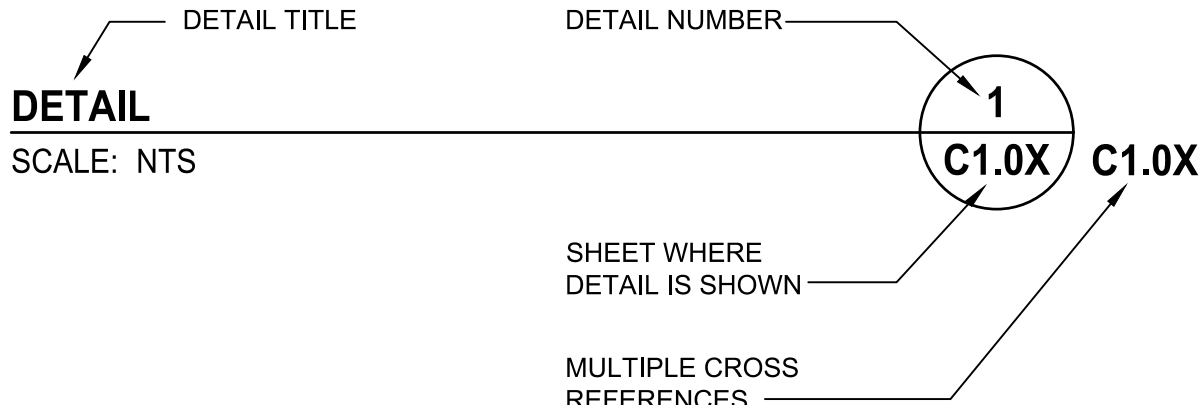 DETAIL TITLE
DETAIL NUMBER
DETAIL
1
SCALE: NTS
C1.0X
C1.0X
SHEET WHERE
DETAIL IS SHOWN
MULTIPLE CROSS
REFERENCES